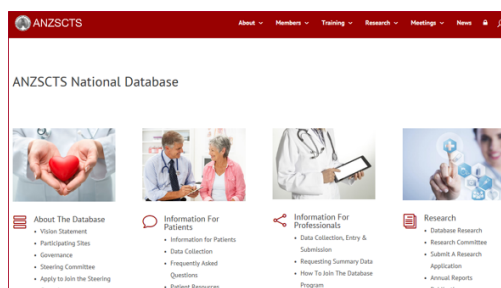 ANZSCTS
About Members Training Research Meetings News
ANZSCTS National Database
About The Database
• Vision Statement
• Participating Sites
• Governance
• Steering Committee
• Apply to Join the Steering
Information For
Patients
• Information for Patients
• Data Collection
• Frequently Asked
Questions
• Patient Resources
Information For
Professionals
• Data Collection, Entry &
Submission
• Requesting Summary Data
• How To Join The Database
Program
Research
• Database Research
• Research Committee
• Submit A Research
Application
• Annual Reports